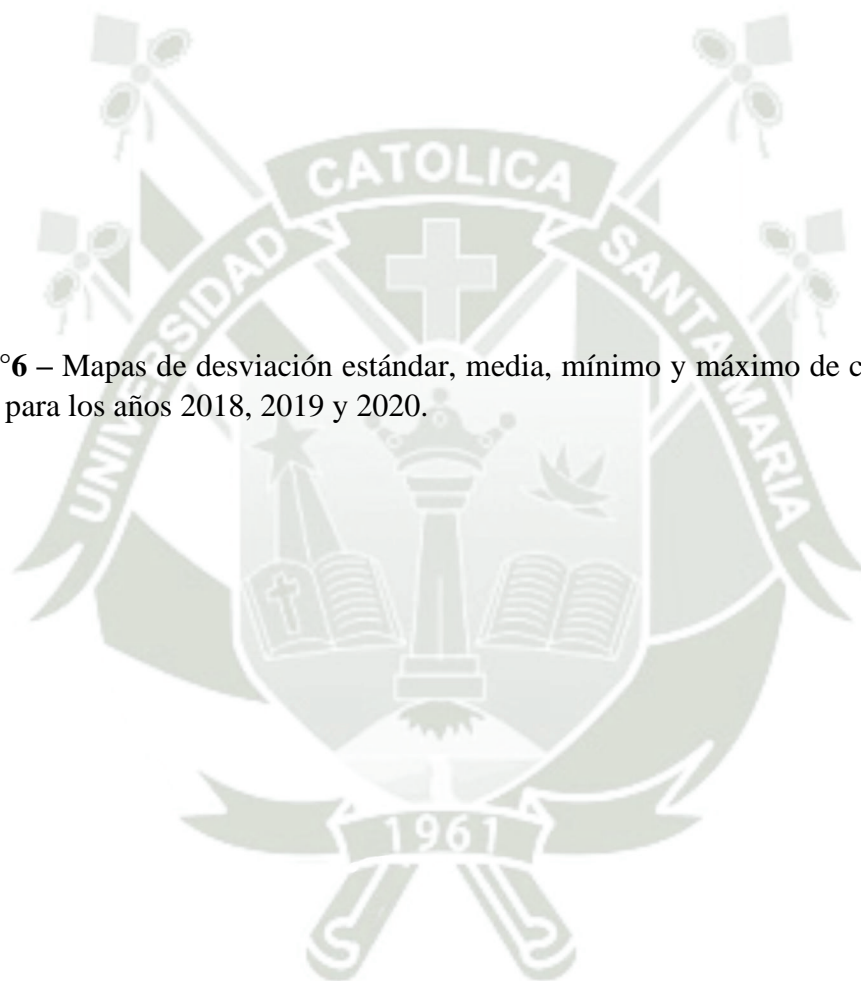 CATOLICA
UNIVERSIDAD
SANTA MARIA
°6 – Mapas de desviación estándar, media, mínimo y máximo de c
para los años 2018, 2019 y 2020.
1961